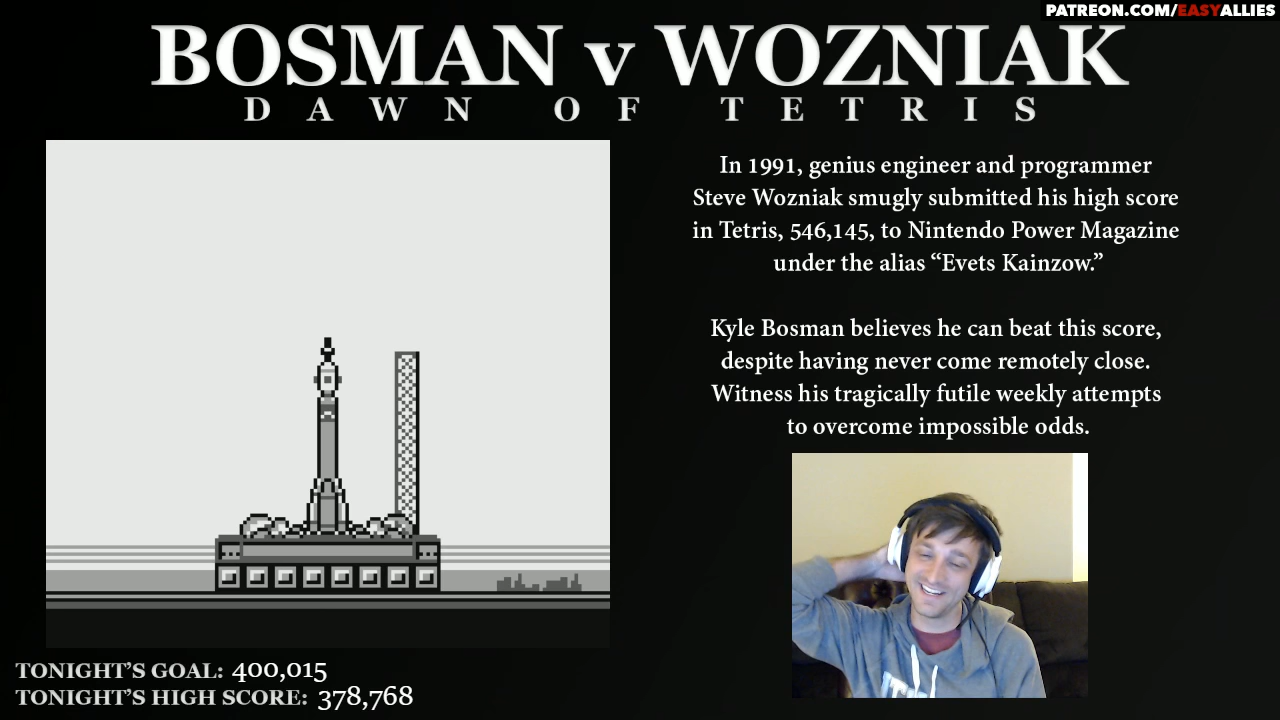 PATREON.COM/EASYALLIES
BOSMAN v WOZNIAK
DAWN OF TETRIS
In 1991, genius engineer and programmer
Steve Wozniak smugly submitted his high score
in Tetris, 546,145, to Nintendo Power Magazine
under the alias “Evets Kainzow.”
Kyle Bosman believes he can beat this score,
despite having never come remotely close.
Witness his tragically futile weekly attempts
to overcome impossible odds.
TONIGHT’S GOAL: 400,015
TONIGHT’S HIGH SCORE: 378,768